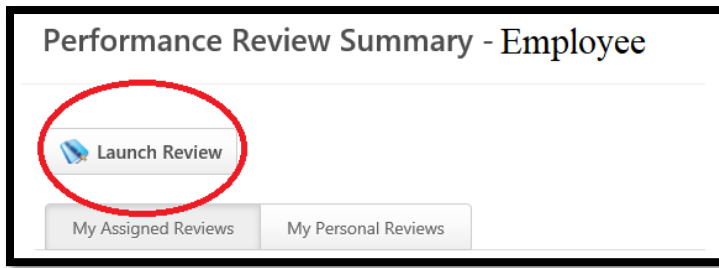 Performance Review Summary - Employee
Launch Review
My Assigned Reviews My Personal Reviews